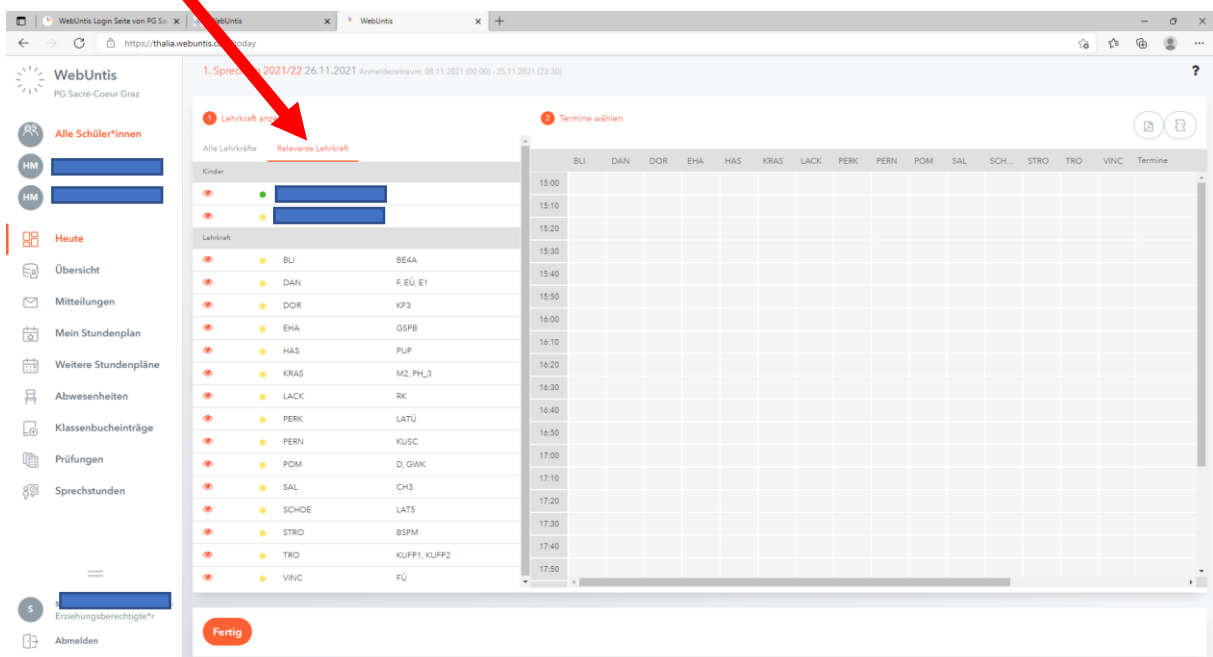 WebUntis Login Seite von PG Sa
WebUntis
WebUntis
https://thalia.webuntis.co today
WebUntis
PG Sacré-Coeur Graz
Alle Schüler*innen
HM
HM
Heute
Übersicht
Mitteilungen
Mein Stundenplan
Weitere Stundenpläne
Abwesenheiten
Klassenbucheinträge
Prüfungen
Sprechstunden
S
Erziehungsberechtigte*r
Abmelden
1. Sprec 2021/22 26.11.2021 Anmeldezeitraum: 08.11.2021 (00:00) - 25.11.2021 (23:30)
?
1 Lehrkraft anze
Alle Lehrkräfte Relevante Lehrkraft
Kinder
Lehrkraft
BLI BE4A
DAN F, EÜ, E1
DOR KF3
EHA GSPB
HAS PUP
KRAS M2, PH_3
LACK RK
PERK LATÜ
PERN KUSC
POM D, GWK
SAL CH3
SCHOE LAT5
STRO BSPM
TRO KUFP1, KUFP2
VINC FÜ
2 Termine wählen
BLI DAN DOR EHA HAS KRAS LACK PERK PERN POM SAL SCH... STRO TRO VINC Termine
15:00
15:10
15:20
15:30
15:40
15:50
16:00
16:10
16:20
16:30
16:40
16:50
17:00
17:10
17:20
17:30
17:40
17:50
Fertig